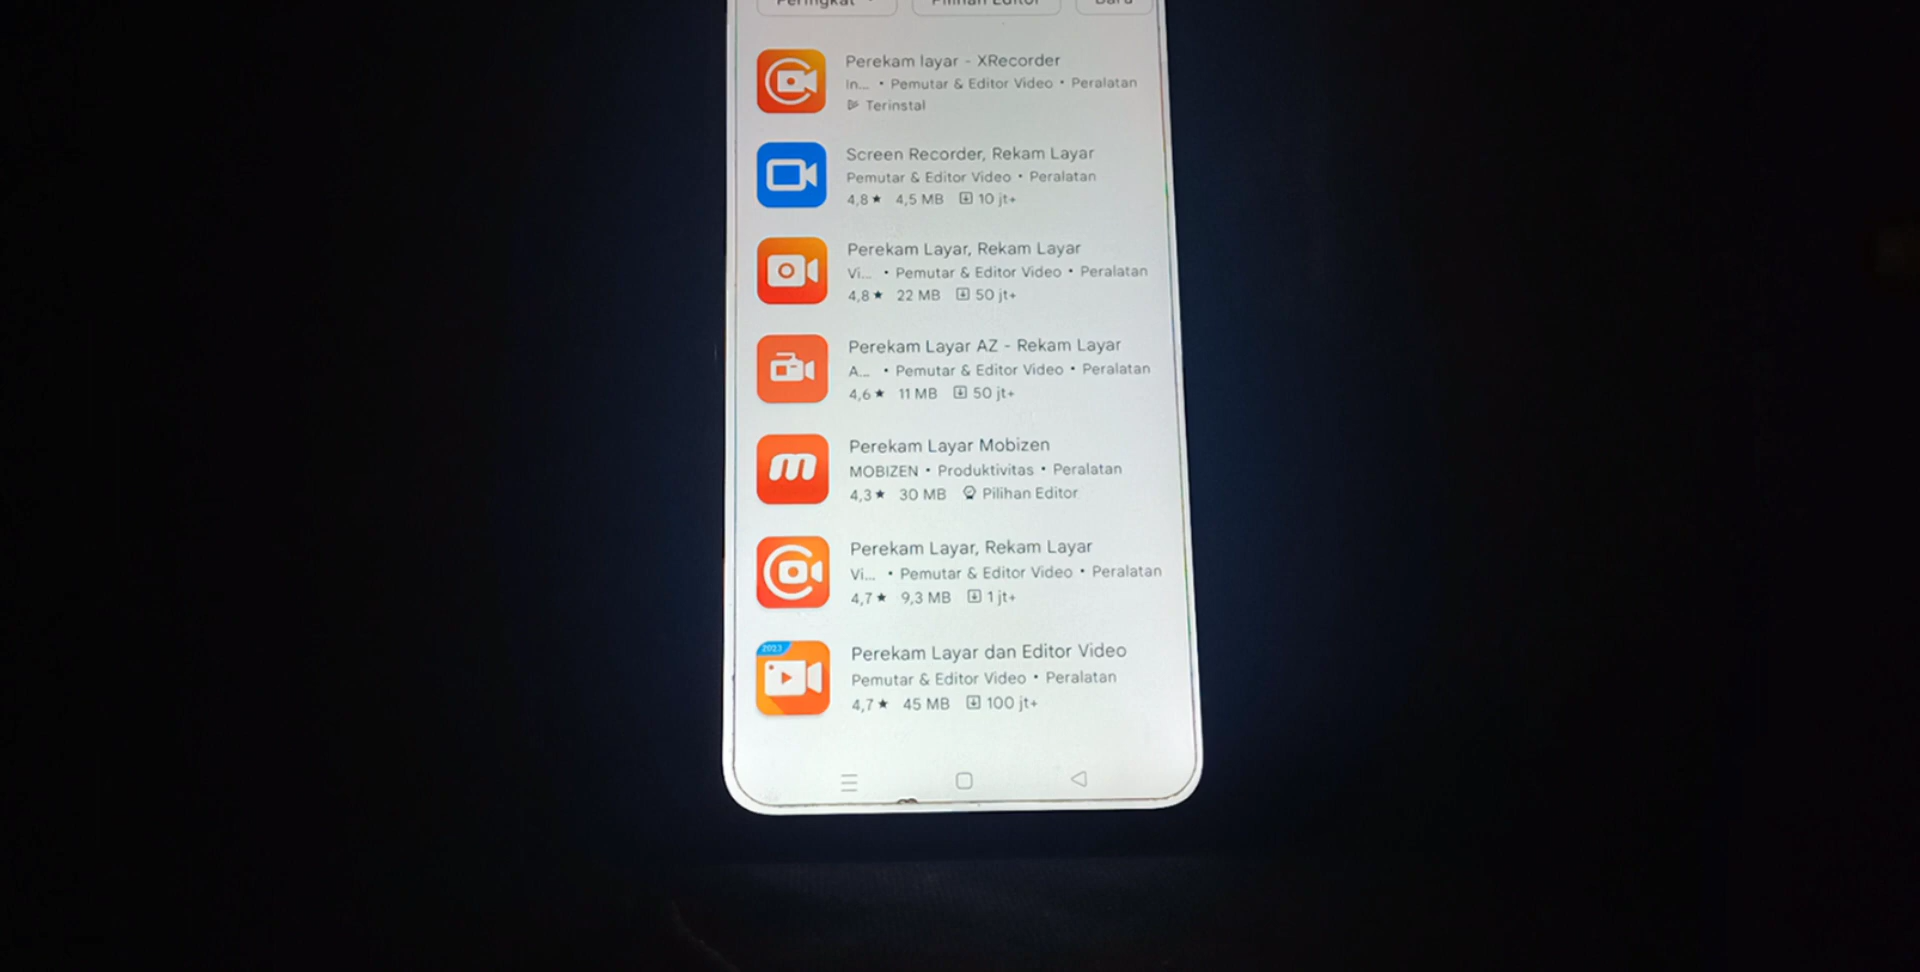 Peringkat
Pilihan Editor
Baru
Perekam layar - XRecorder
In... • Pemutar & Editor Video • Peralatan
Terinstal
Screen Recorder, Rekam Layar
Pemutar & Editor Video • Peralatan
4,8★ 4,5 MB 10 jt+
Perekam Layar, Rekam Layar
Vi... • Pemutar & Editor Video • Peralatan
4,8★ 22 MB 50 jt+
Perekam Layar AZ - Rekam Layar
A... • Pemutar & Editor Video • Peralatan
4,6★ 11 MB 50 jt+
m
Perekam Layar Mobizen
MOBIZEN • Produktivitas • Peralatan
4,3★ 30 MB Pilihan Editor
Perekam Layar, Rekam Layar
Vi... • Pemutar & Editor Video • Peralatan
4,7★ 9,3 MB 1 jt+
2023
Perekam Layar dan Editor Video
Pemutar & Editor Video • Peralatan
4,7★ 45 MB 100 jt+